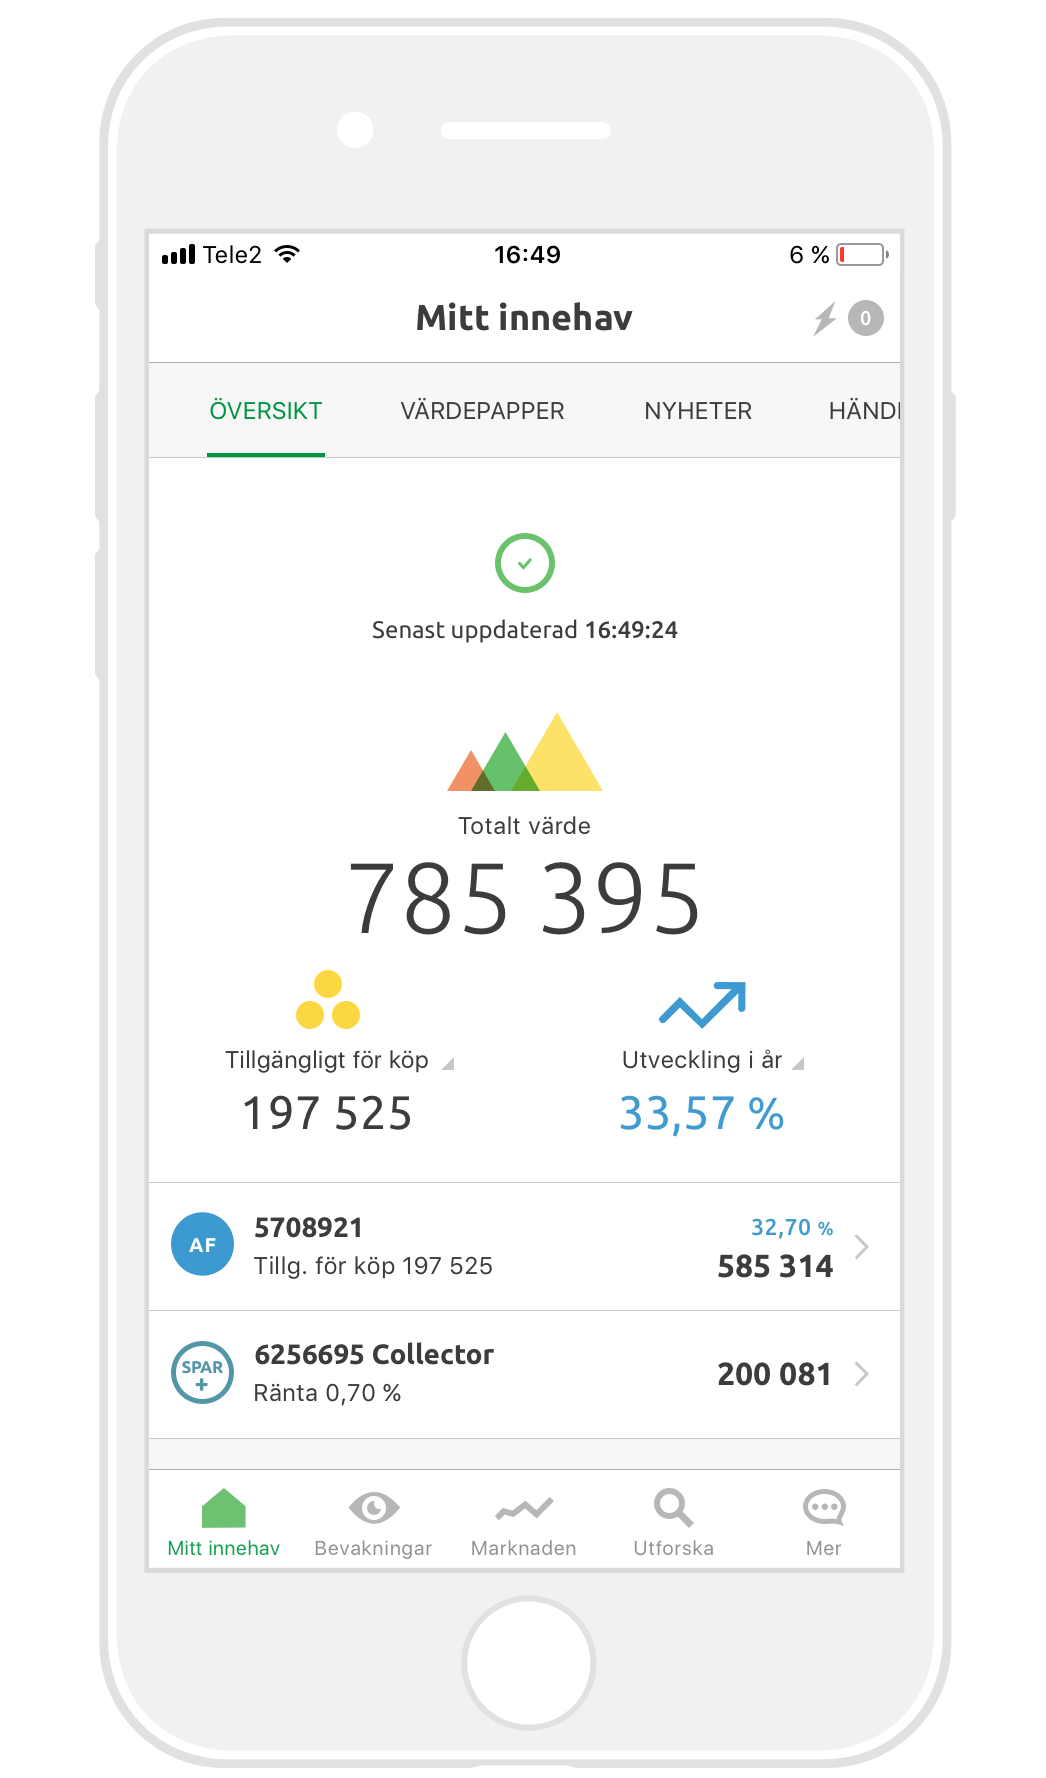 Tele2 16:49 6 %
Mitt innehav 0
ÖVERSIKT VÄRDEPAPPER NYHETER HÄND
Senast uppdaterad 16:49:24
Totalt värde
785 395
Tillgängligt för köp Utveckling i år
197 525 33,57 %
AF 5708921 32,70 %
Tillg. för köp 197 525 585 314
SPAR + 6256695 Collector 200 081
Ränta 0,70 %
Mitt innehav Bevakningar Marknaden Utforska Mer